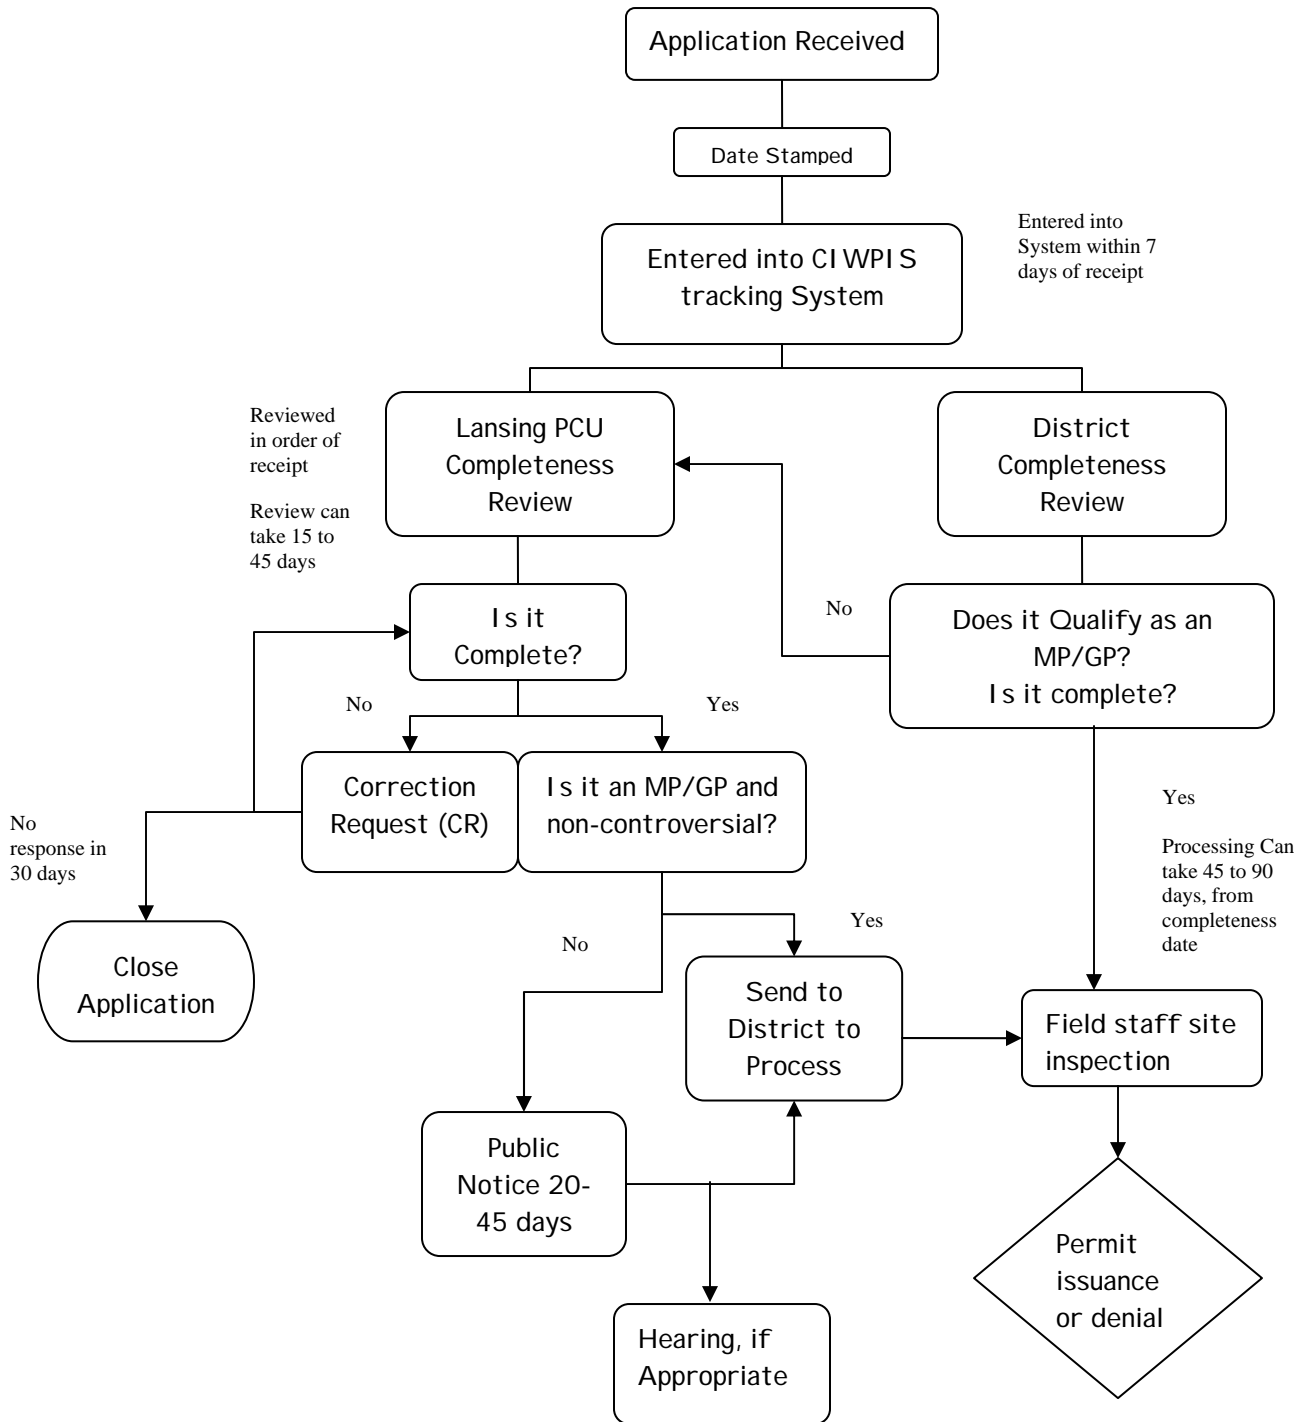 Application Received
Date Stamped
Entered into CIWPIS
tracking System
Entered into
System within 7
days of receipt
Reviewed
in order of
receipt
Review can
take 15 to
45 days
Lansing PCU
Completeness
Review
District
Completeness
Review
Is it
Complete?
No
Does it Qualify as an
MP/GP?
Is it complete?
No
Yes
Correction
Request (CR)
Is it an MP/GP and
non-controversial?
No
response in
30 days
Yes
Processing Can
take 45 to 90
days, from
completeness
date
Close
Application
No
Yes
Send to
District to
Process
Field staff site
inspection
Public
Notice 20-
45 days
Permit
issuance
or denial
Hearing, if
Appropriate